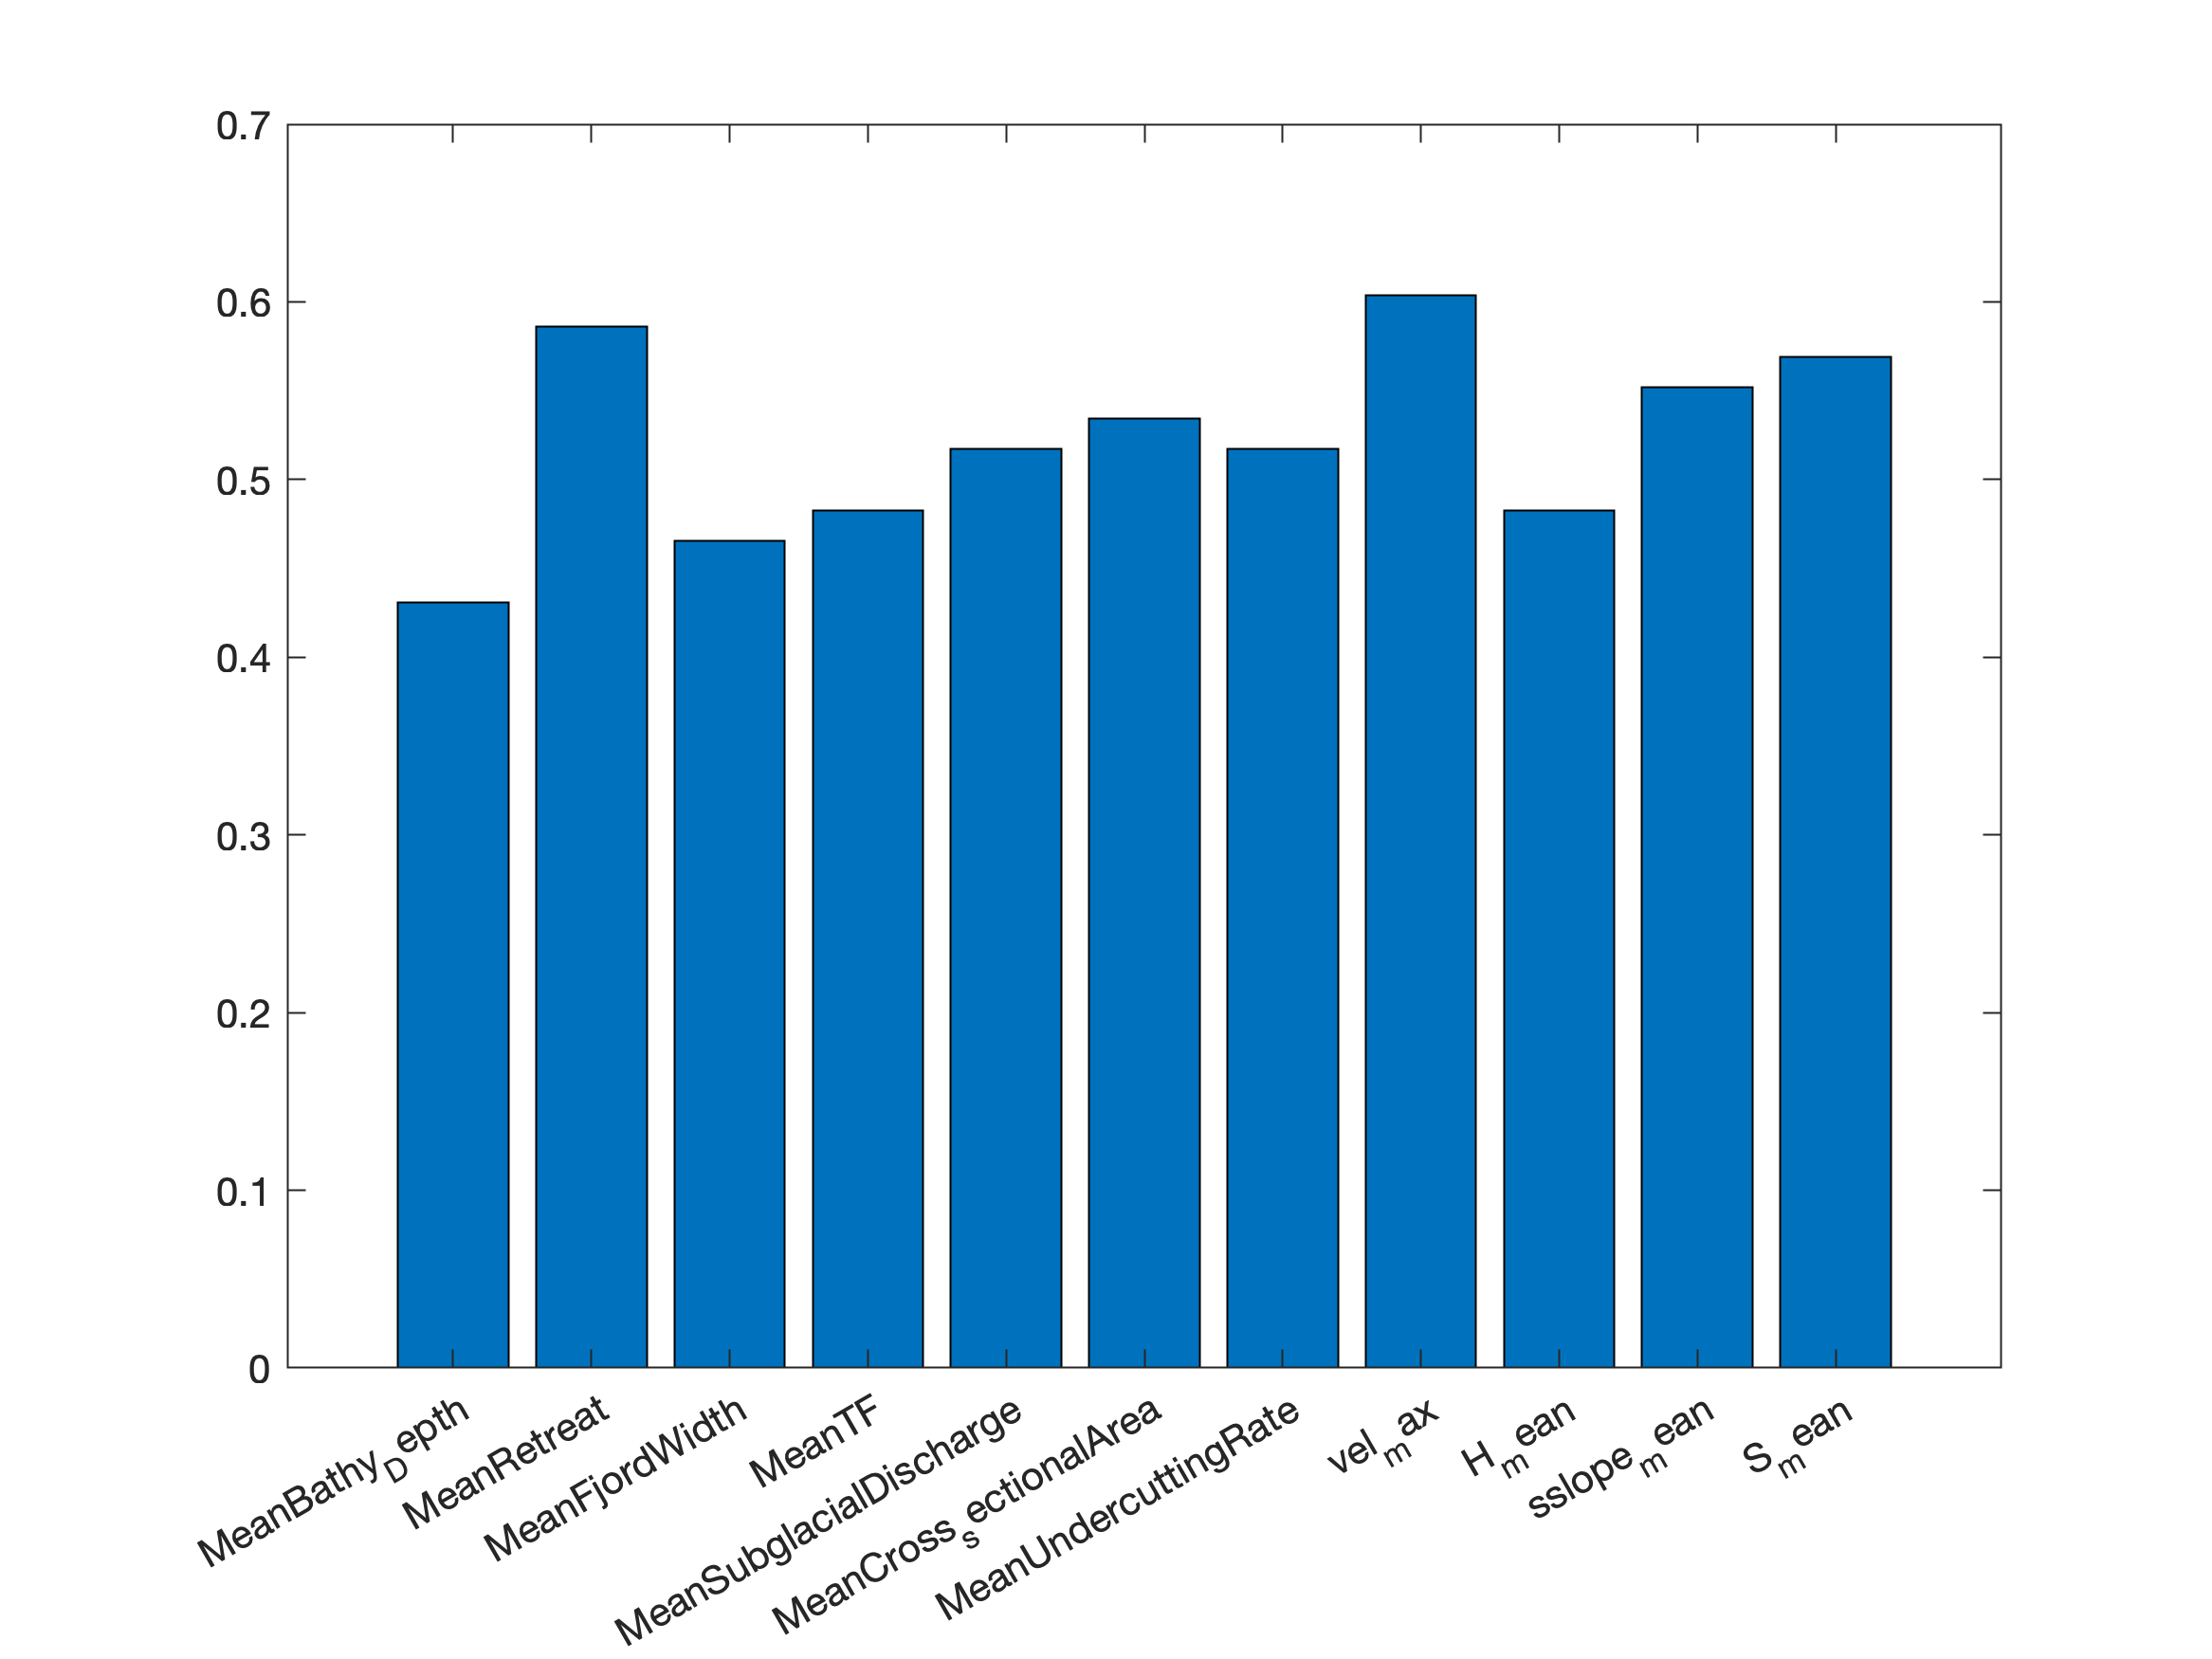 0.7
0.6
0.5
0.4
0.3
0.2
0.1
0
MeanBathy_Depth
MeanRetreat
MeanFjordWidth
MeanTF
MeanSubglacialDischarge
MeanCross_sectionalArea
MeanUndercuttingRate
vel_max
H_mean
sslope_mean
S_mean